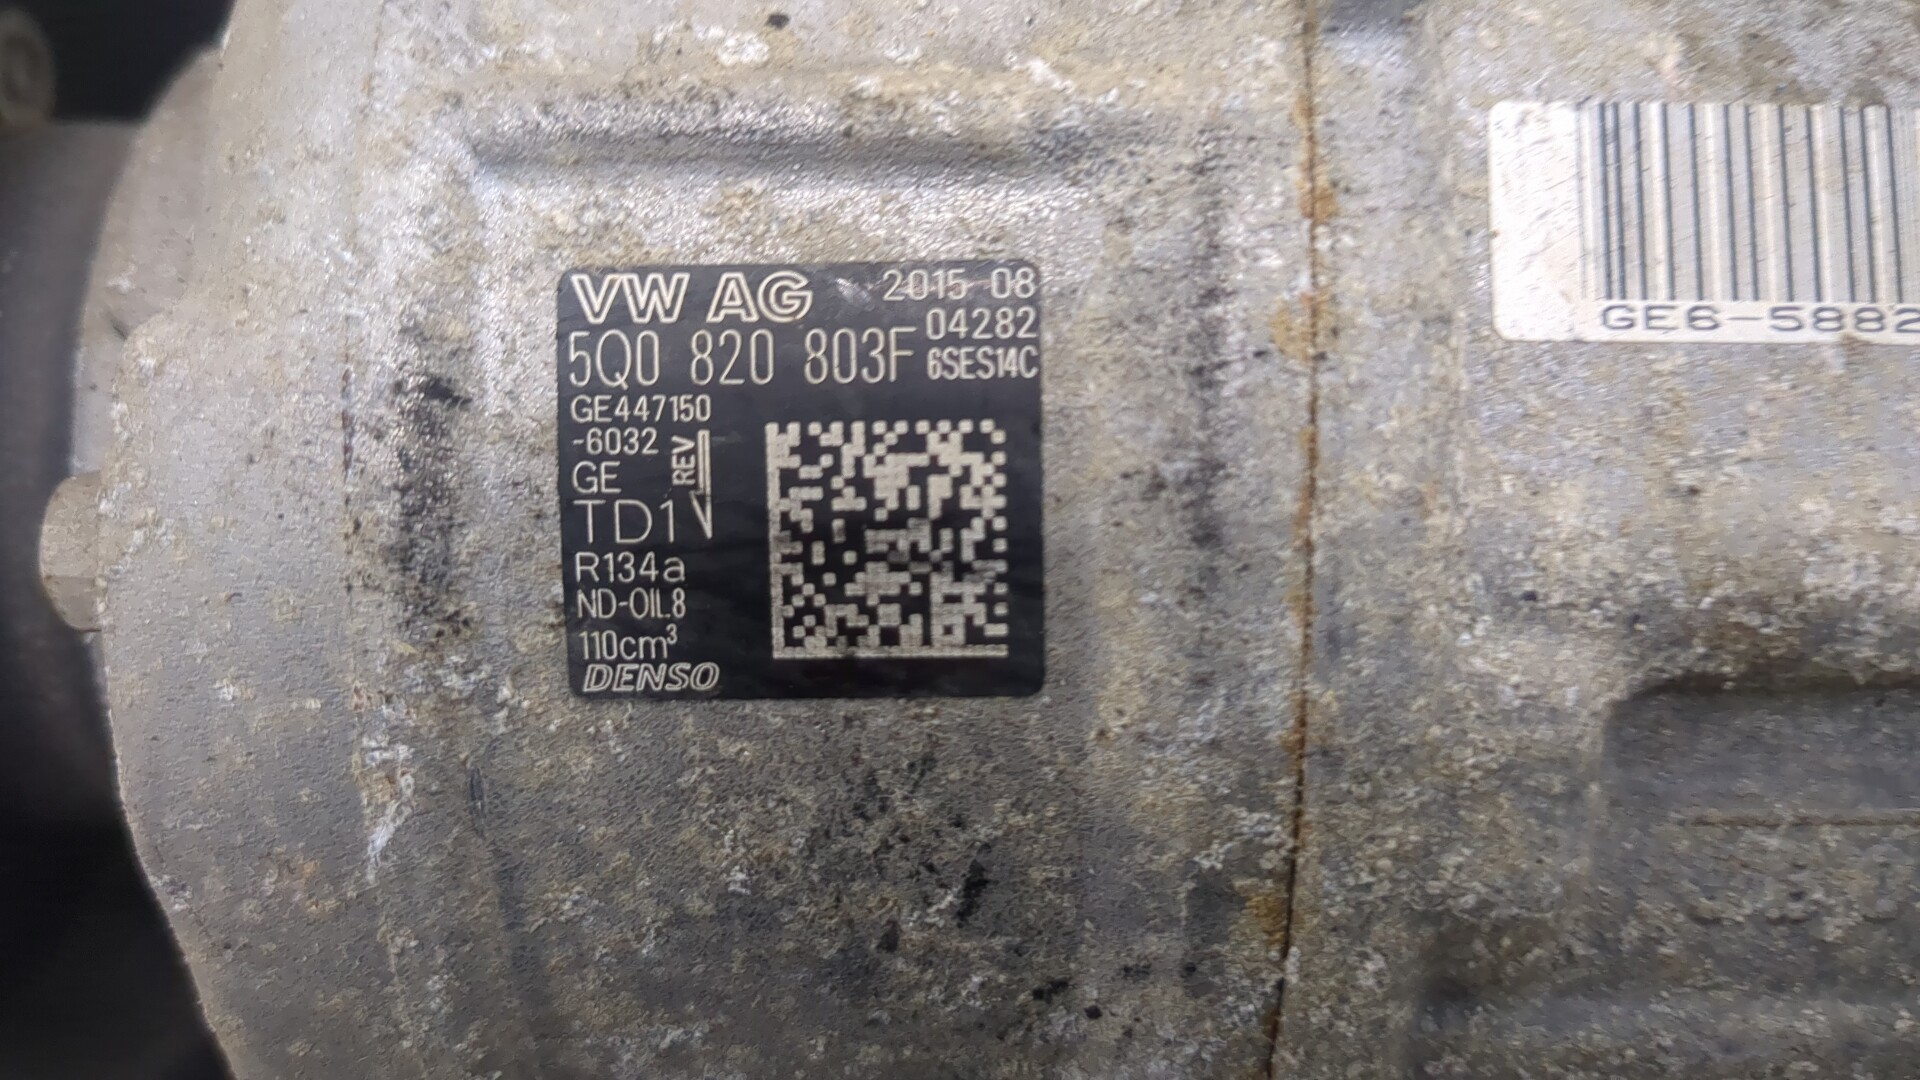 VW AG 2015 08
04282
5Q0 820 803F 6SES14C
GE447150
-6032
REV
GE
TD1
R134a
ND-OIL8
110cm³
DENSO
GE6-5882